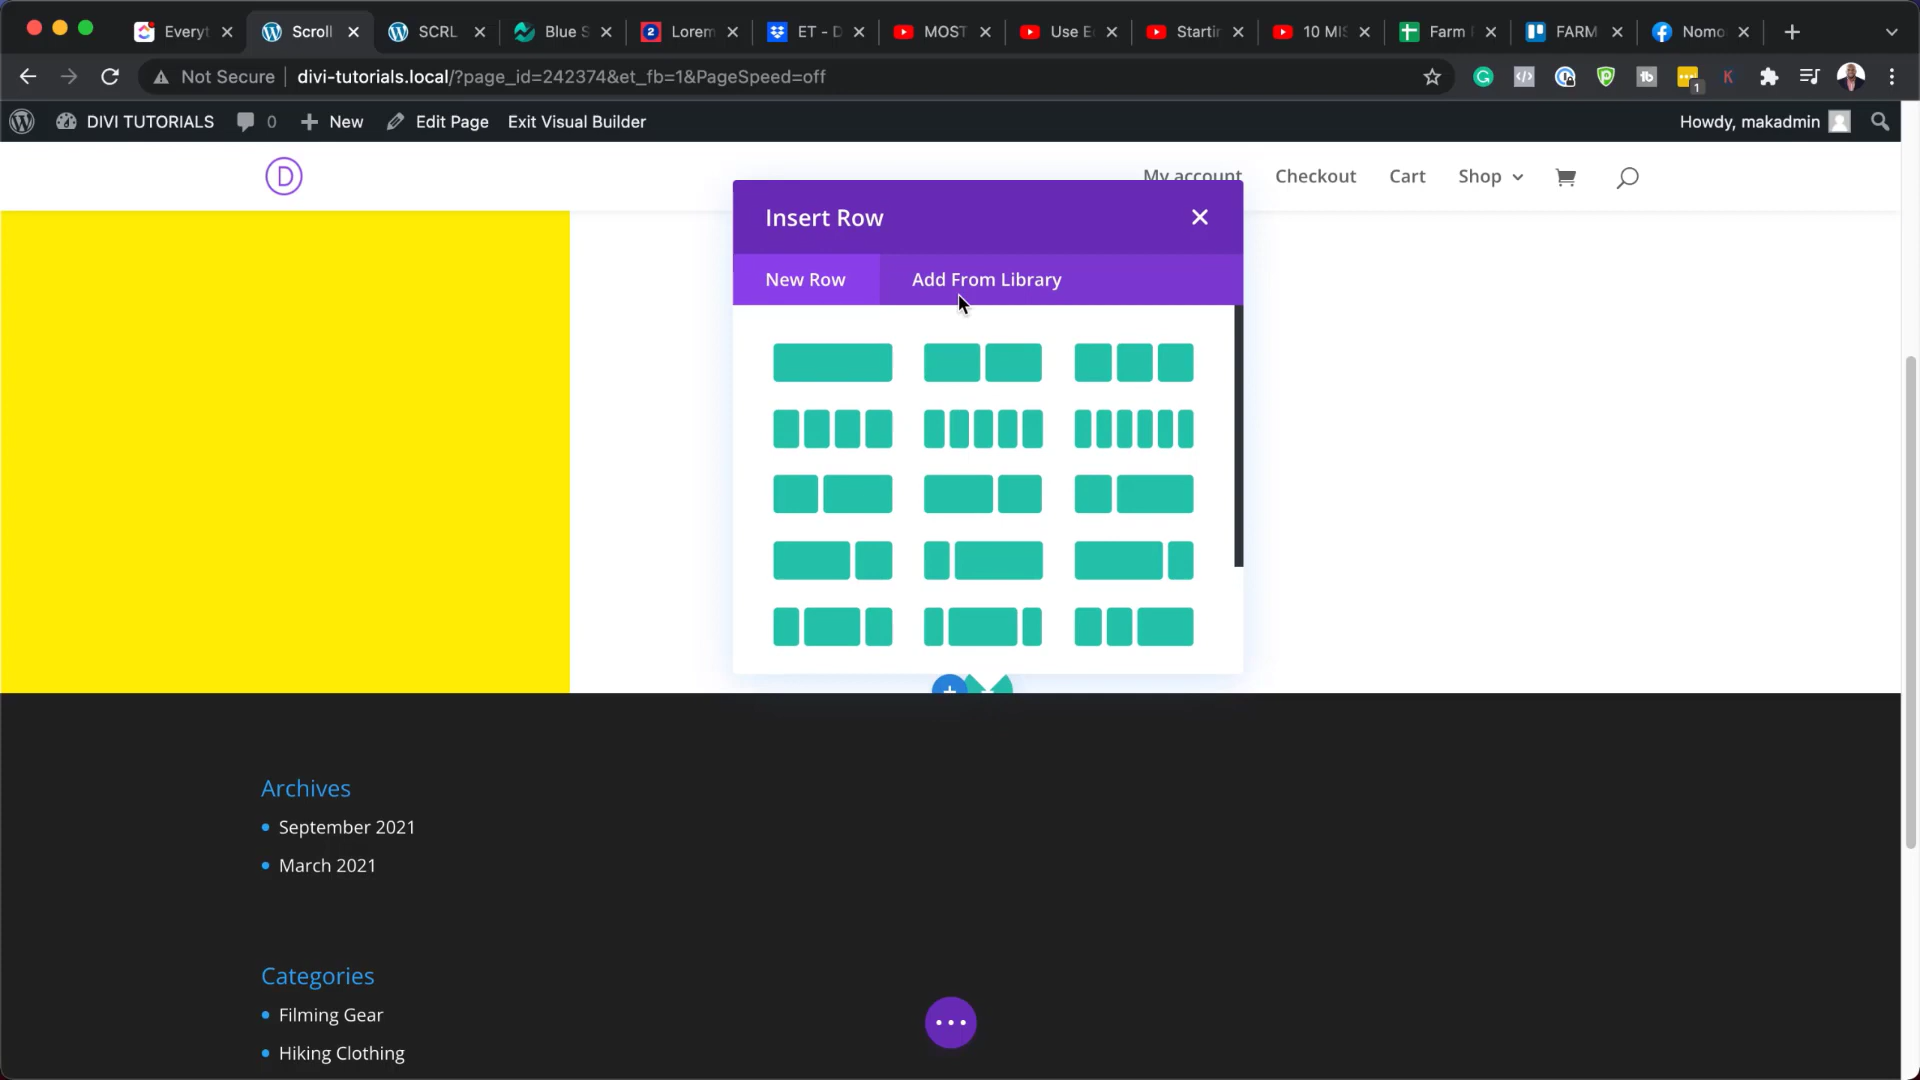 Everyt
Scroll
SCRL
Blue S
Lorem
ET - D
MOST
Use E
Startin
10 MIS
Farm
FARM
Nomo
Not Secure
divi-tutorials.local/?page_id=242374&et_fb=1&PageSpeed=off
DIVI TUTORIALS
0
New
Edit Page
Exit Visual Builder
Howdy, makadmin
D
My account
Checkout
Cart
Shop
Insert Row
New Row
Add From Library
Archives
September 2021
March 2021
Categories
Filming Gear
Hiking Clothing